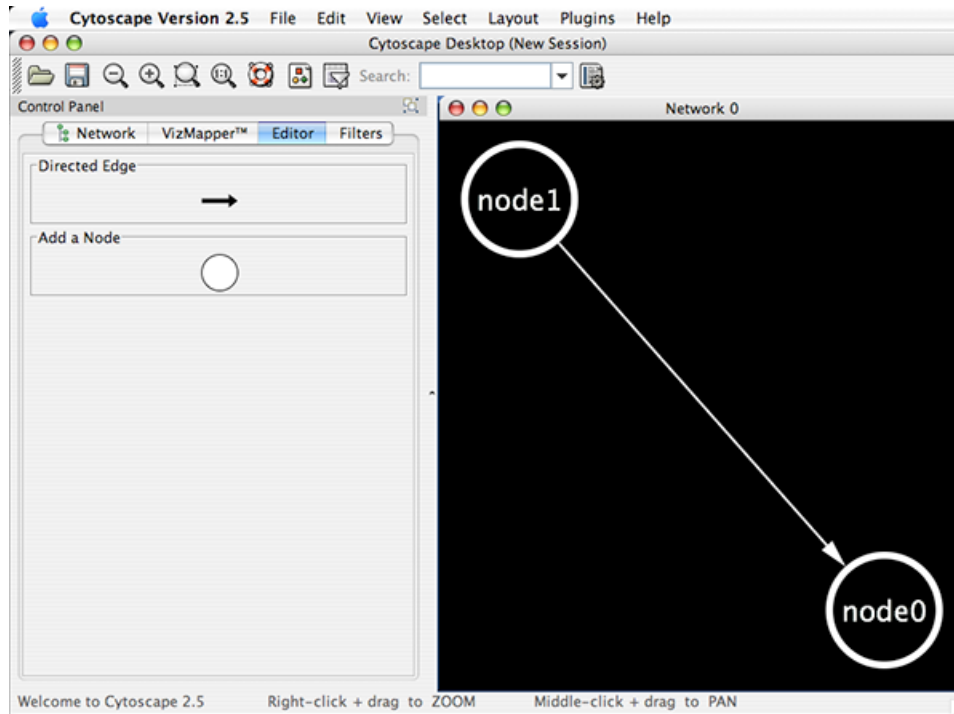 Cytoscape Version 2.5 File Edit View Select Layout Plugins Help
Cytoscape Desktop (New Session)
1:1 Search:
Control Panel
Network 0
Network VizMapper™ Editor Filters
Directed Edge
Add a Node
node1
node0
Welcome to Cytoscape 2.5 Right-click + drag to ZOOM Middle-click + drag to PAN